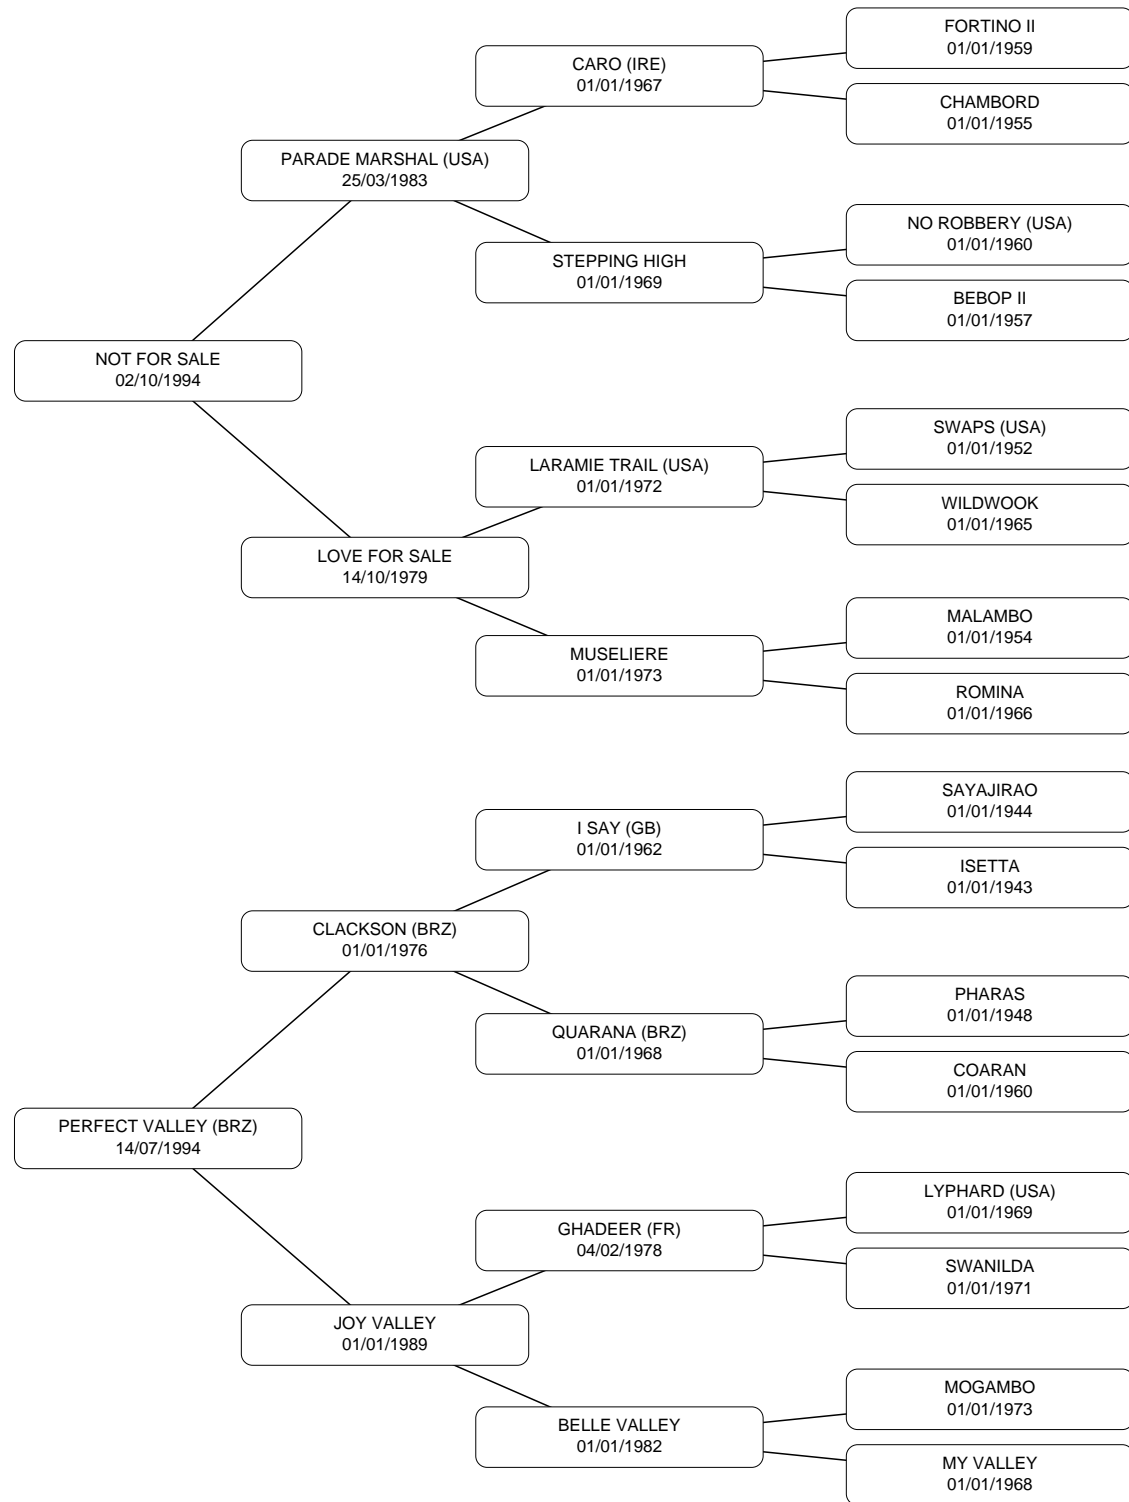 FORTINO II
01/01/1959
CARO (IRE)
01/01/1967
CHAMBORD
01/01/1955
PARADE MARSHAL (USA)
25/03/1983
NO ROBBERY (USA)
01/01/1960
STEPPING HIGH
01/01/1969
BEBOP II
01/01/1957
NOT FOR SALE
02/10/1994
SWAPS (USA)
01/01/1952
LARAMIE TRAIL (USA)
01/01/1972
WILDWOOK
01/01/1965
LOVE FOR SALE
14/10/1979
MALAMBO
01/01/1954
MUSELIERE
01/01/1973
ROMINA
01/01/1966
SAYAJIRAO
01/01/1944
I SAY (GB)
01/01/1962
ISETTA
01/01/1943
CLACKSON (BRZ)
01/01/1976
PHARAS
01/01/1948
QUARANA (BRZ)
01/01/1968
COARAN
01/01/1960
PERFECT VALLEY (BRZ)
14/07/1994
LYPHARD (USA)
01/01/1969
GHADEER (FR)
04/02/1978
SWANILDA
01/01/1971
JOY VALLEY
01/01/1989
MOGAMBO
01/01/1973
BELLE VALLEY
01/01/1982
MY VALLEY
01/01/1968